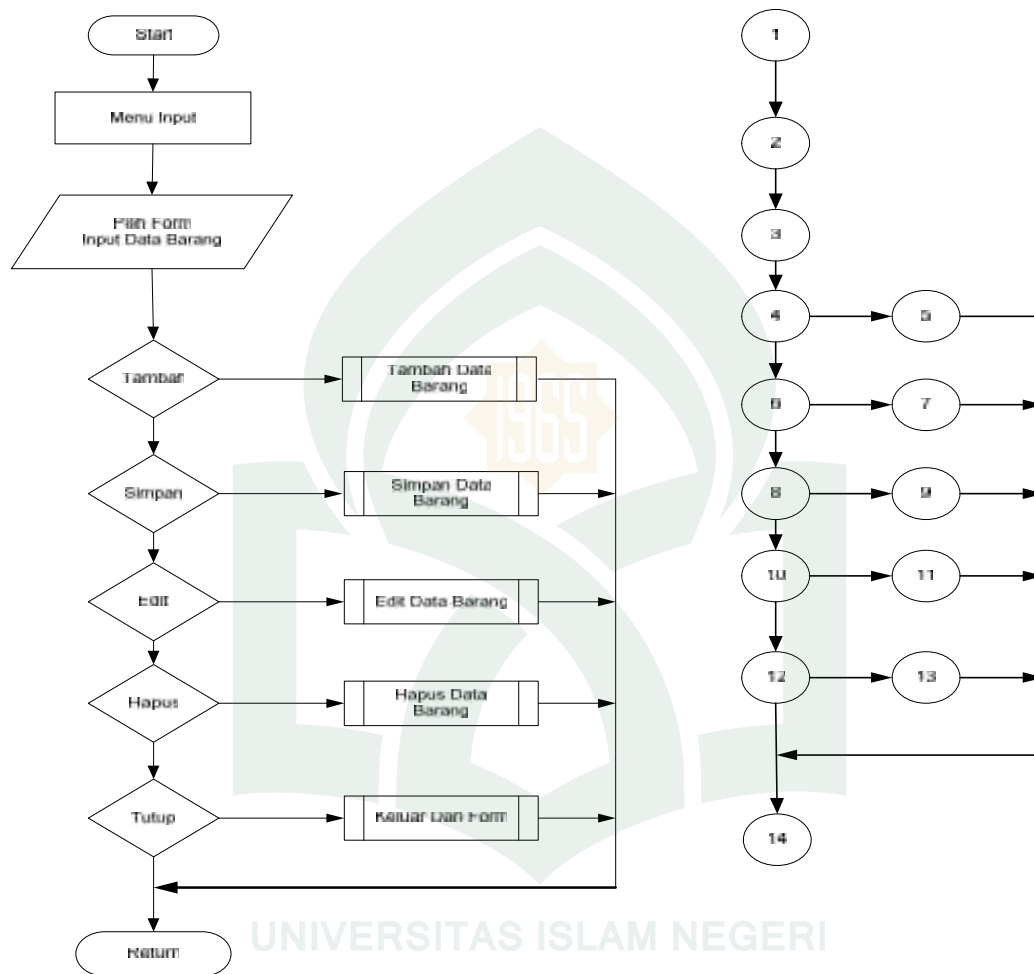 Start
Menu Input
Pilih Form
Input Data Barang
Tambah
Tambah Data
Barang
Simpan
Simpan Data
Barang
Edit
Edit Data Barang
Hapus
Hapus Data
Barang
Tutup
Keluar Dari Form
Return
1
2
3
4
5
6
7
8
9
10
11
12
13
14
1965
UNIVERSITAS ISLAM NEGERI